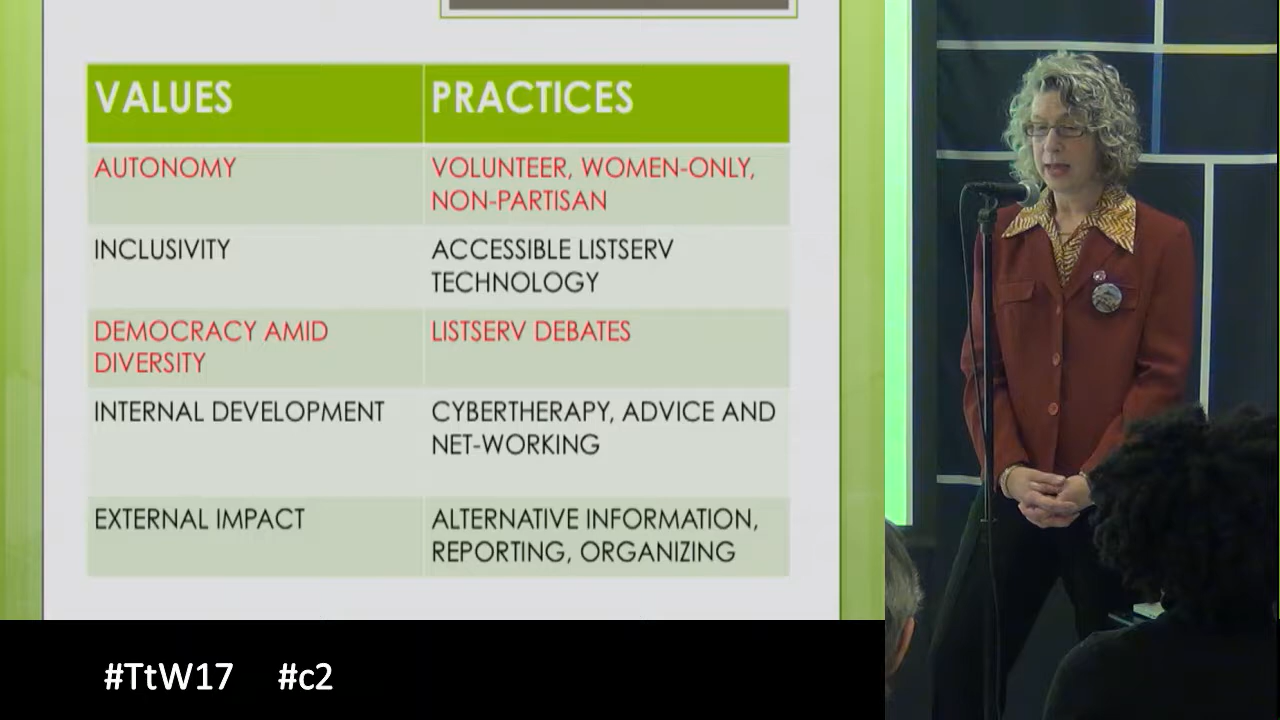 VALUES
PRACTICES
AUTONOMY
VOLUNTEER, WOMEN-ONLY,
NON-PARTISAN
INCLUSIVITY
ACCESSIBLE LISTSERV
TECHNOLOGY
DEMOCRACY AMID
DIVERSITY
LISTSERV DEBATES
INTERNAL DEVELOPMENT
CYBERTHERAPY, ADVICE AND
NET-WORKING
EXTERNAL IMPACT
ALTERNATIVE INFORMATION,
REPORTING, ORGANIZING
#TtW17 #c2